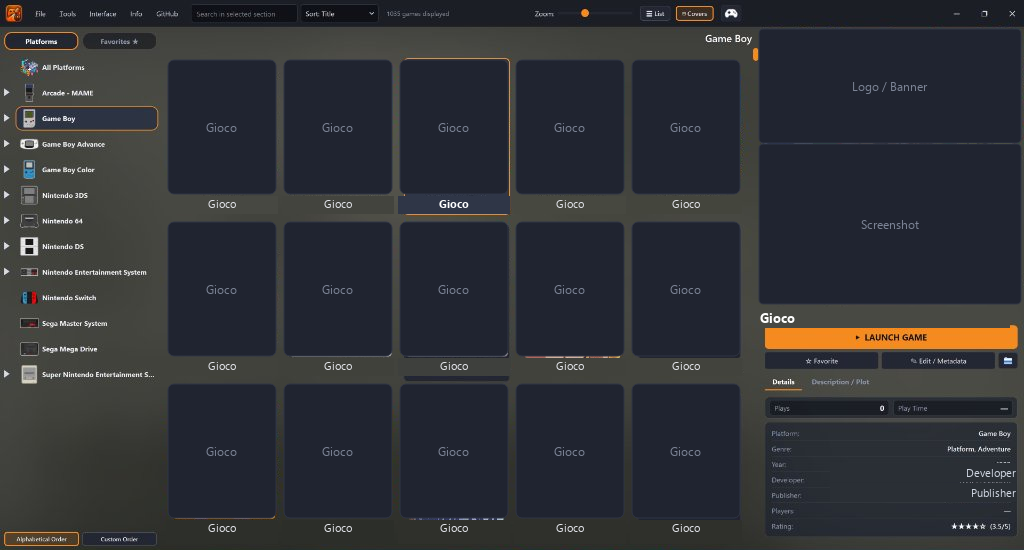 File Tools Interface Info GitHub Search in selected section Sort: Title 1035 games displayed Zoom: List Covers
Platforms Favorites ★
Game Boy
All Platforms
Arcade - MAME
Game Boy
Game Boy Advance
Game Boy Color
Nintendo 3DS
Nintendo 64
Nintendo DS
Nintendo Entertainment System
Nintendo Switch
Sega Master System
Sega Mega Drive
Super Nintendo Entertainment S...
Alphabetical Order Custom Order
Gioco Gioco Gioco Gioco Gioco
Gioco Gioco Gioco Gioco Gioco
Gioco Gioco Gioco Gioco Gioco
Gioco Gioco Gioco Gioco Gioco
Gioco Gioco Gioco Gioco Gioco
Gioco Gioco Gioco Gioco Gioco
Logo / Banner
Screenshot
Gioco
▶ LAUNCH GAME
☆ Favorite ✎ Edit / Metadata
Details Description / Plot
Plays 0 Play Time —
Platform: Game Boy
Genre: Platform, Adventure
Year:
Developer: Developer
Publisher: Publisher
Players —
Rating: ★★★★☆ (3.5/5)